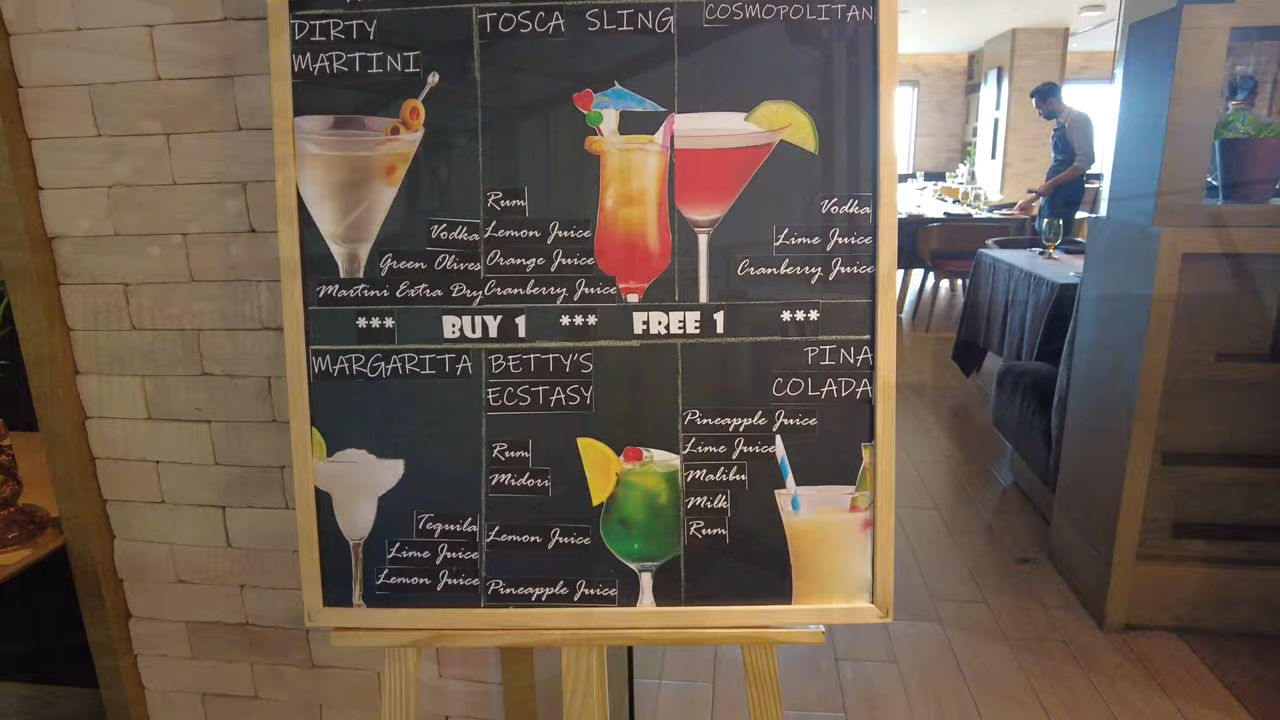 DIRTY
MARTINI
Vodka
Green Olives
Martini Extra Dry
TOSCA SLING
Rum
Lemon Juice
Orange Juice
Cranberry Juice
COSMOPOLITAN
Vodka
Lime Juice
Cranberry Juice
*** BUY 1 *** FREE 1 ***
MARGARITA
Tequila
Lime Juice
Lemon Juice
BETTY'S
ECSTASY
Rum
Midori
Lemon Juice
Pineapple Juice
PINA
COLADA
Pineapple Juice
Lime Juice
Malibu
Milk
Rum